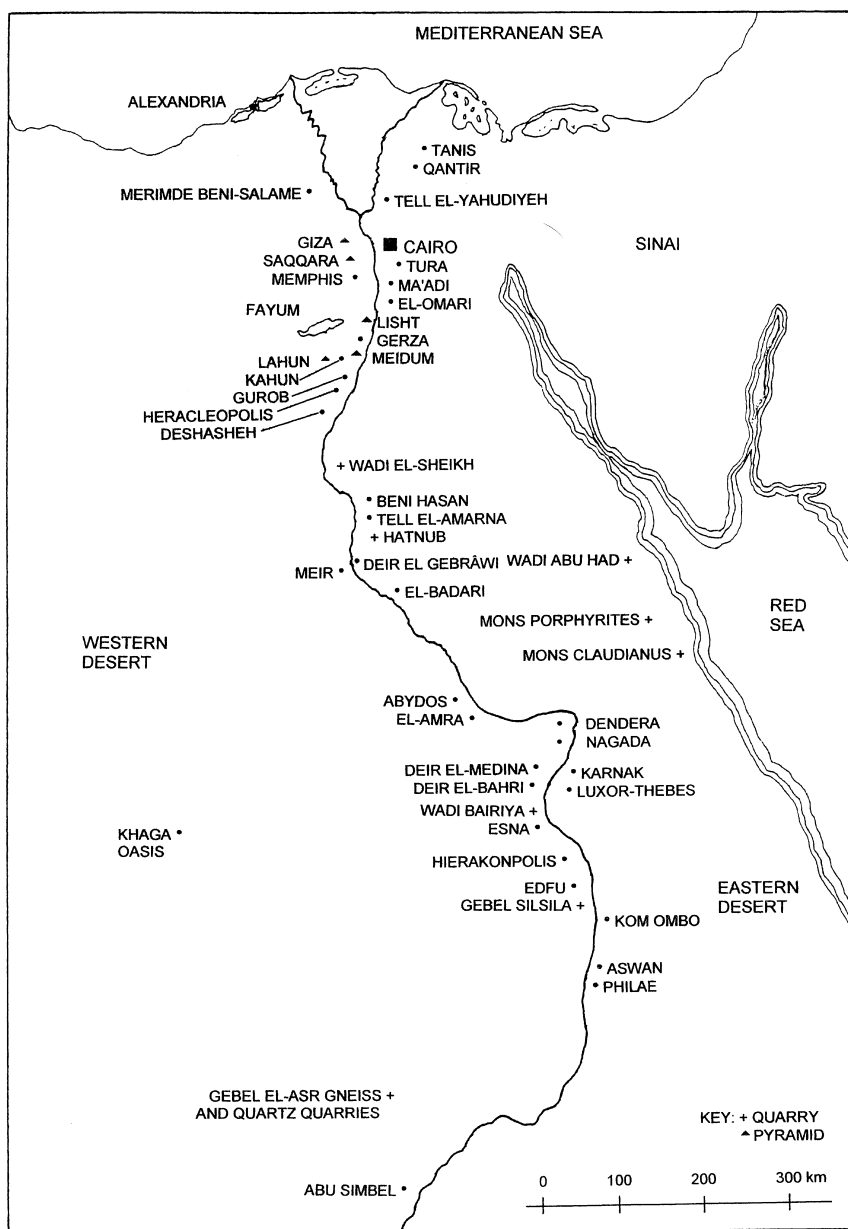 MEDITERRANEAN SEA
ALEXANDRIA
TANIS
QANTIR
MERIMDE BENI-SALAME
TELL EL-YAHUDIYEH
GIZA
CAIRO
SINAI
SAQQARA
TURA
MEMPHIS
MA'ADI
EL-OMARI
FAYUM
LISHT
GERZA
LAHUN
MEIDUM
KAHUN
GUROB
HERACLEOPOLIS
DESHASHEH
+ WADI EL-SHEIKH
BENI HASAN
TELL EL-AMARNA
+ HATNUB
DEIR EL GEBRÂWI
WADI ABU HAD +
MEIR
EL-BADARI
MONS PORPHYRITES +
RED
SEA
WESTERN
DESERT
MONS CLAUDIANUS +
ABYDOS
EL-AMRA
DENDERA
NAGADA
DEIR EL-MEDINA
KARNAK
DEIR EL-BAHRI
LUXOR-THEBES
WADI BAIRIYA +
ESNA
KHAGA
OASIS
HIERAKONPOLIS
EDFU
EASTERN
DESERT
GEBEL SILSILA +
KOM OMBO
ASWAN
PHILAE
GEBEL EL-ASR GNEISS +
AND QUARTZ QUARRIES
KEY: + QUARRY
▲ PYRAMID
ABU SIMBEL
0 100 200 300 km